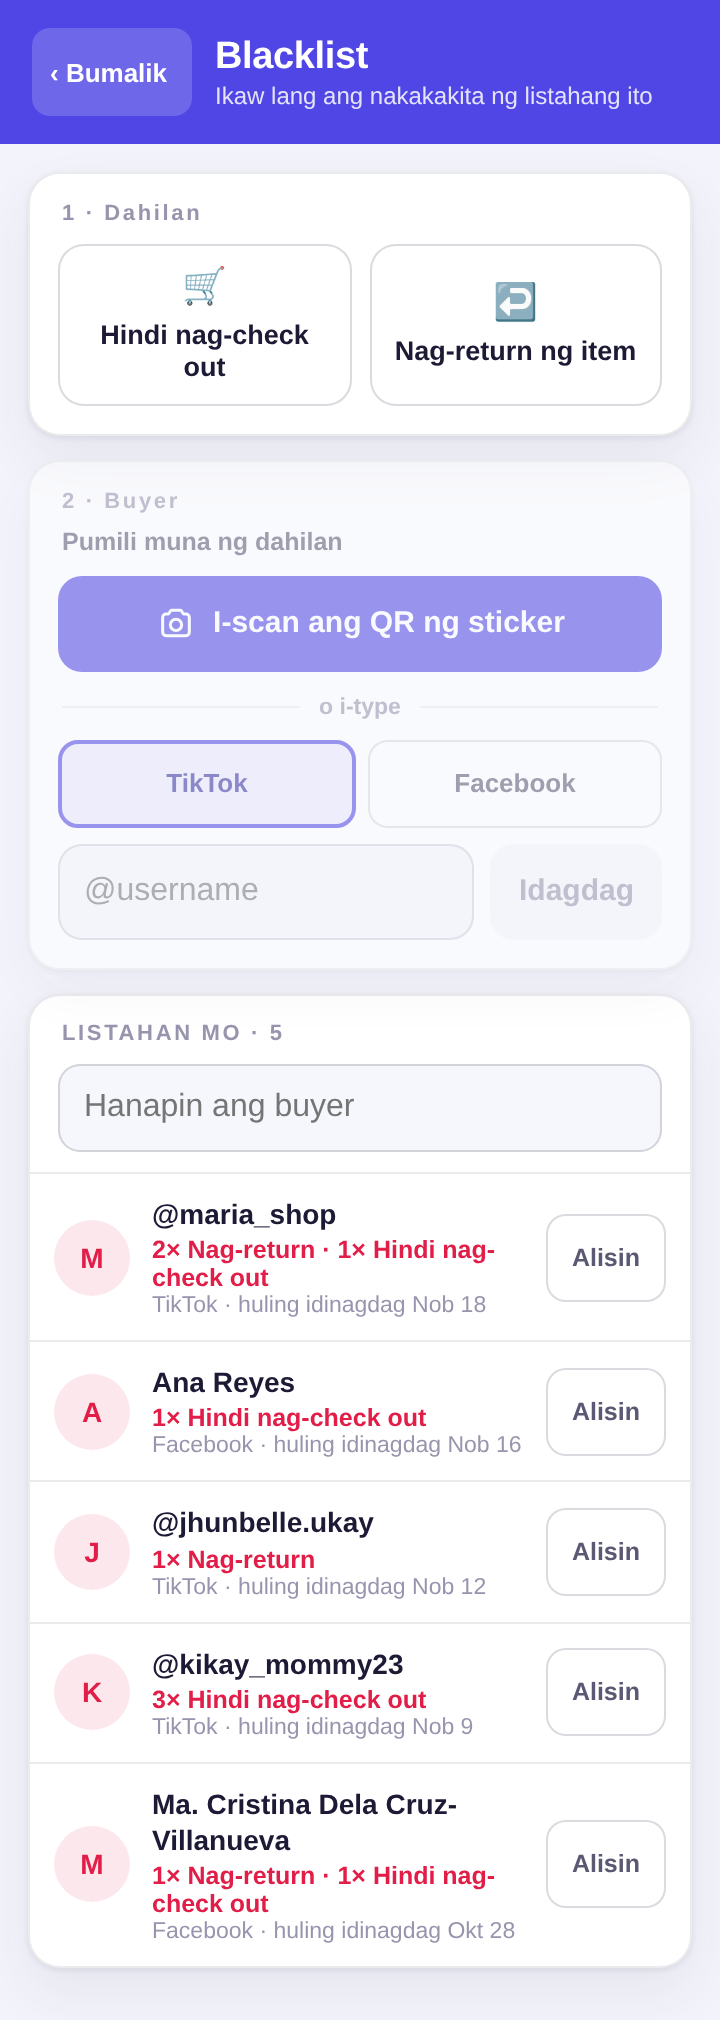 ‹ Bumalik
Blacklist
Ikaw lang ang nakakakita ng listahang ito
1 · Dahilan
Hindi nag-check
out
Nag-return ng item
2 · Buyer
Pumili muna ng dahilan
I-scan ang QR ng sticker
o i-type
TikTok
Facebook
@username
Idagdag
LISTAHAN MO · 5
Hanapin ang buyer
M
@maria_shop
2× Nag-return · 1× Hindi nag-
check out
TikTok · huling idinagdag Nob 18
Alisin
A
Ana Reyes
1× Hindi nag-check out
Facebook · huling idinagdag Nob 16
Alisin
J
@jhunbelle.ukay
1× Nag-return
TikTok · huling idinagdag Nob 12
Alisin
K
@kikay_mommy23
3× Hindi nag-check out
TikTok · huling idinagdag Nob 9
Alisin
M
Ma. Cristina Dela Cruz-
Villanueva
1× Nag-return · 1× Hindi nag-
check out
Facebook · huling idinagdag Okt 28
Alisin